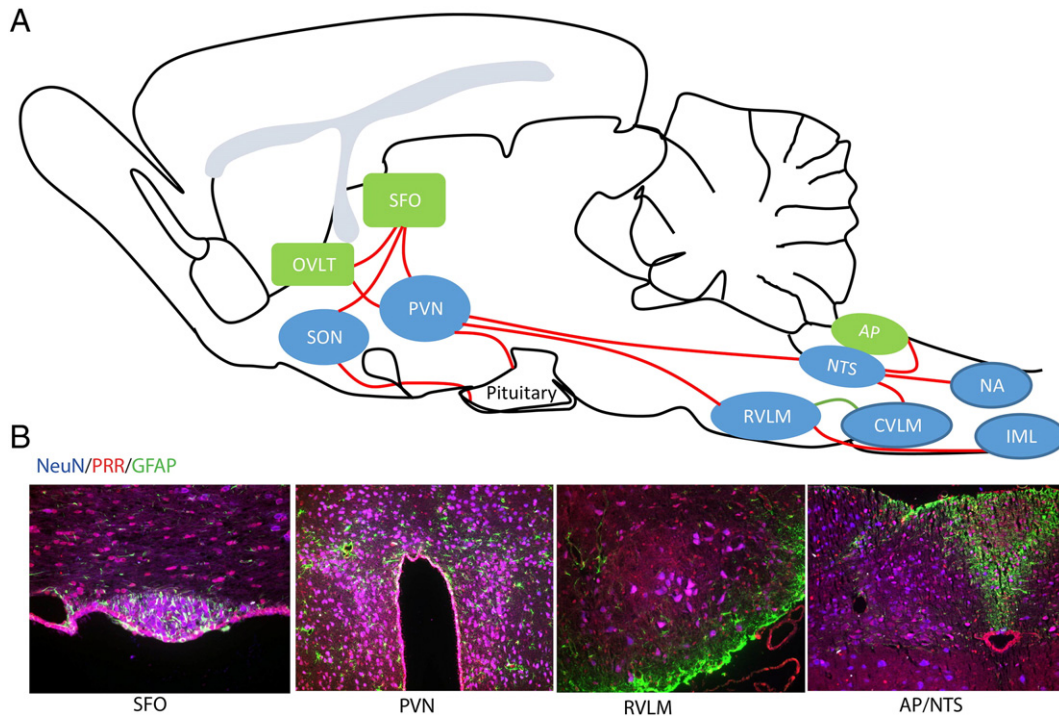 A
SFO
OVLT
PVN
SON
AP
NTS
NA
Pituitary
RVLM
CVLM
IML
B
NeuN/PRR/GFAP
SFO
PVN
RVLM
AP/NTS